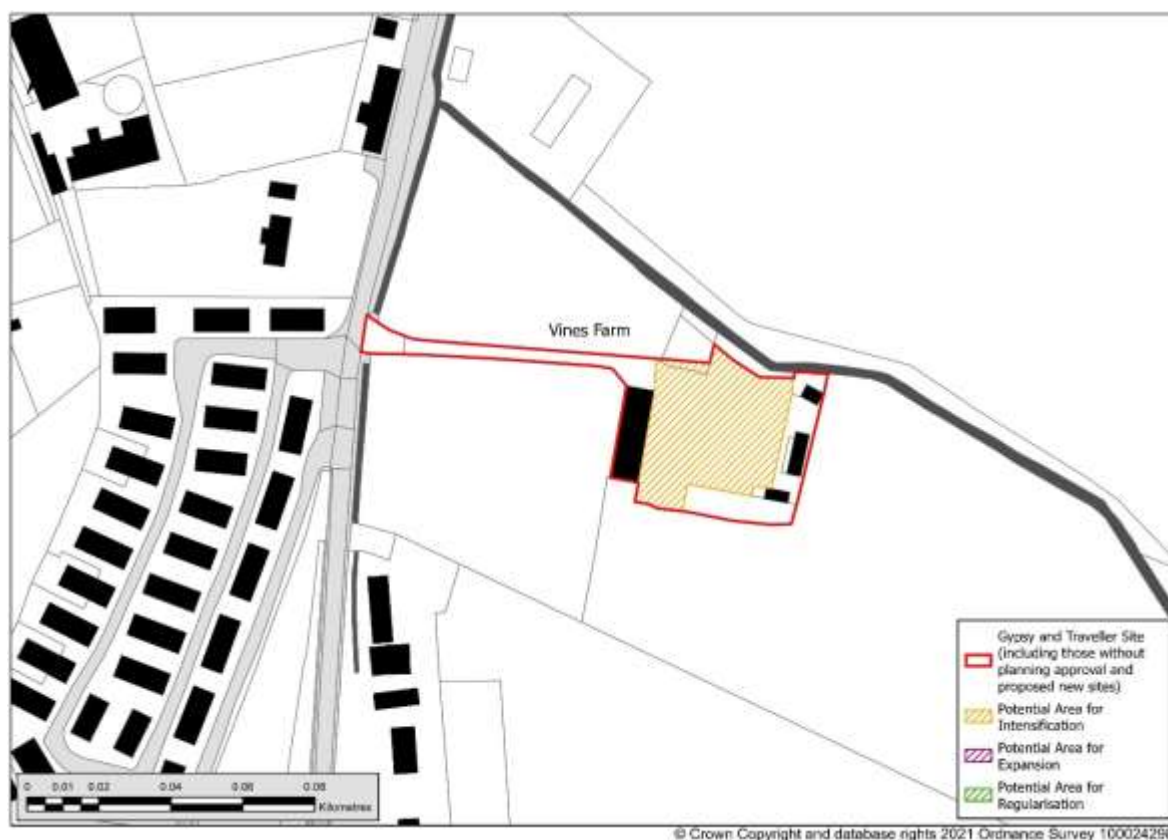 Vines Farm
Gypsy and Traveller Site
(including those without
planning approval and
proposed new sites)
Potential Area for
Intensification
Potential Area for
Expansion
Potential Area for
Regularisation
0 0.01 0.02 0.04 0.06 0.08
Kilometres
© Crown Copyright and database rights 2021 Ordnance Survey